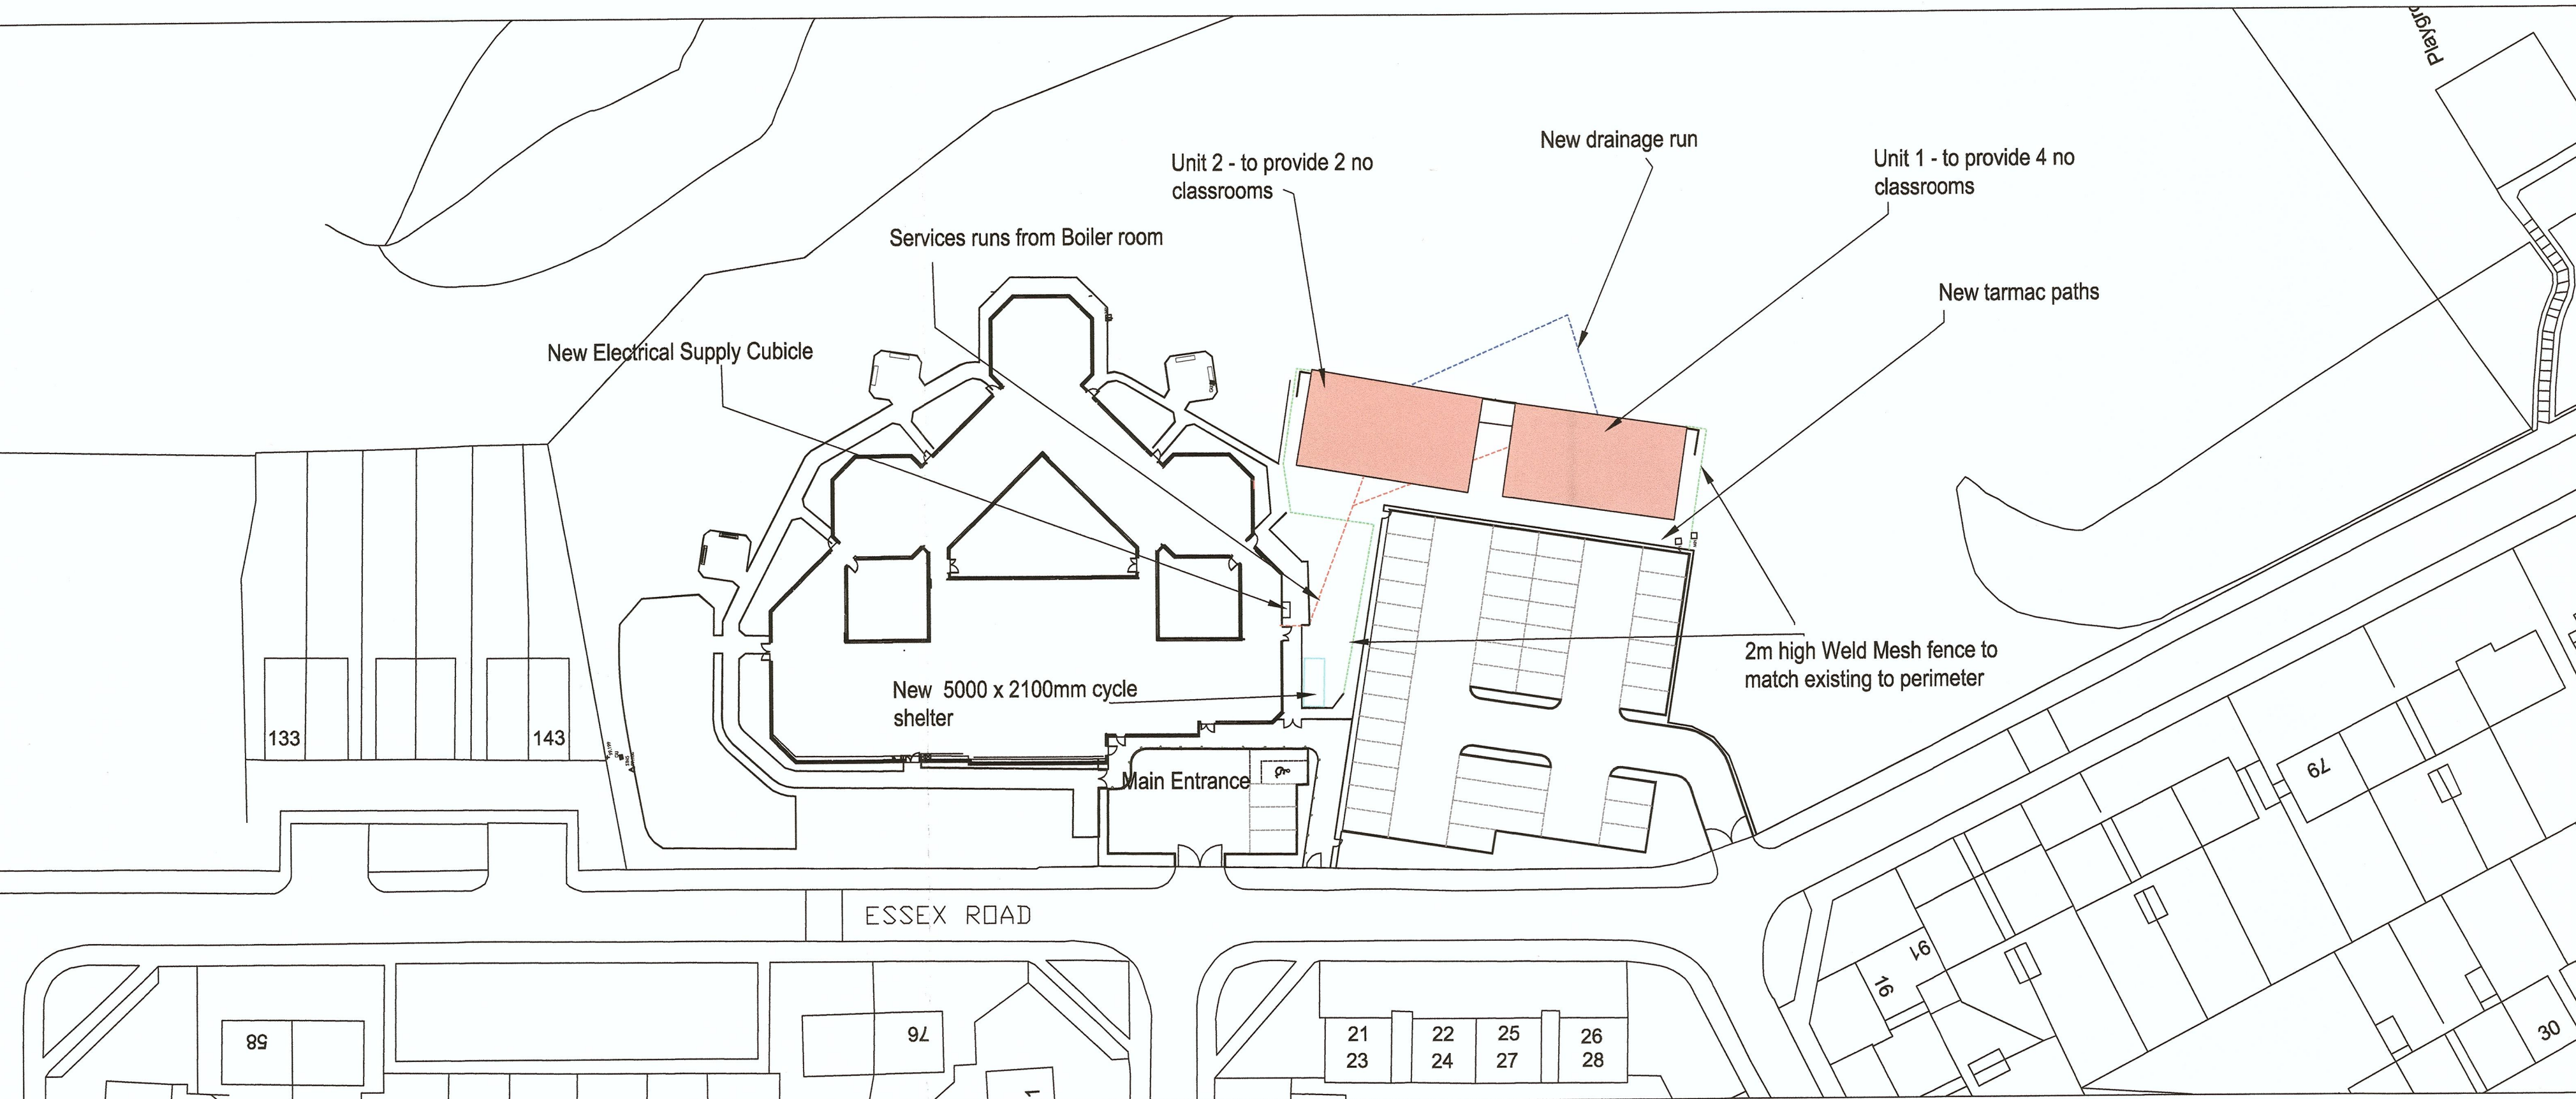 Playgro
New drainage run
Unit 2 - to provide 2 no
classrooms
Unit 1 - to provide 4 no
classrooms
Services runs from Boiler room
New tarmac paths
New Electrical Supply Cubicle
2m high Weld Mesh fence to
match existing to perimeter
New 5000 x 2100mm cycle
shelter
133
143
Main Entrance
79
ESSEX ROAD
91
16
58
76
21
22
25
26
23
24
27
28
30
1